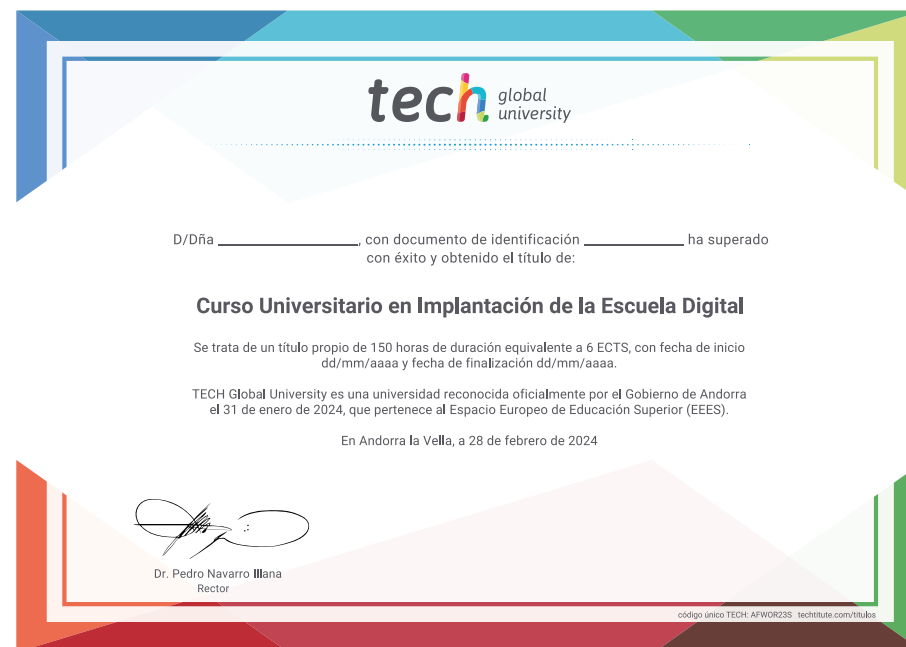 tech global university
D/Dña ________________, con documento de identificación ____________ ha superado
con éxito y obtenido el título de:
Curso Universitario en Implantación de la Escuela Digital
Se trata de un título propio de 150 horas de duración equivalente a 6 ECTS, con fecha de inicio
dd/mm/aaaa y fecha de finalización dd/mm/aaaa.
TECH Global University es una universidad reconocida oficialmente por el Gobierno de Andorra
el 31 de enero de 2024, que pertenece al Espacio Europeo de Educación Superior (EEES).
En Andorra la Vella, a 28 de febrero de 2024
Dr. Pedro Navarro Illana
Rector
código único TECH: AFWOR23S techtitute.com/titulos